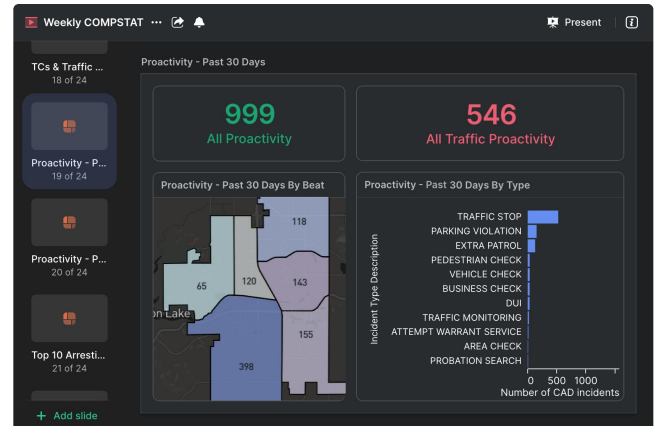 Weekly COMPSTAT
Present
TCs & Traffic ...
18 of 24
Proactivity - P...
19 of 24
Proactivity - P...
20 of 24
Top 10 Arresti...
21 of 24
+ Add slide
Proactivity - Past 30 Days
999
All Proactivity
546
All Traffic Proactivity
Proactivity - Past 30 Days By Beat
118
65
120
143
on Lake
155
398
Proactivity - Past 30 Days By Type
Incident Type Description
TRAFFIC STOP
PARKING VIOLATION
EXTRA PATROL
PEDESTRIAN CHECK
VEHICLE CHECK
BUSINESS CHECK
DUI
TRAFFIC MONITORING
ATTEMPT WARRANT SERVICE
AREA CHECK
PROBATION SEARCH
0 500 1000
Number of CAD incidents